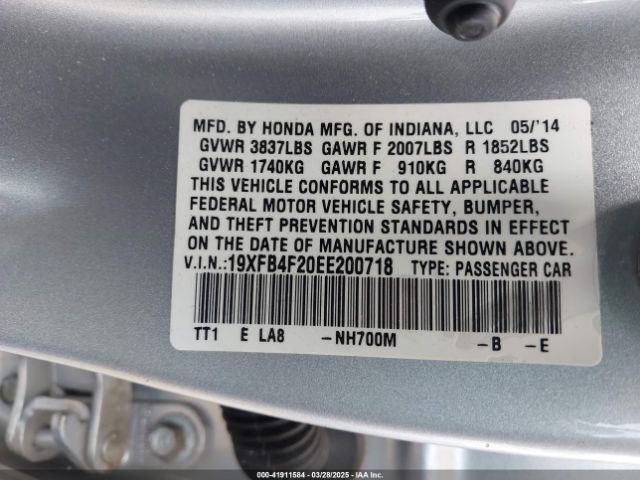 MFD. BY HONDA MFG. OF INDIANA, LLC 05/'14
GVWR 3837LBS GAWR F 2007LBS R 1852LBS
GVWR 1740KG GAWR F 910KG R 840KG
THIS VEHICLE CONFORMS TO ALL APPLICABLE
FEDERAL MOTOR VEHICLE SAFETY, BUMPER,
AND THEFT PREVENTION STANDARDS IN EFFECT
ON THE DATE OF MANUFACTURE SHOWN ABOVE.
V.I.N.:19XFB4F20EE200718 TYPE: PASSENGER CAR
TT1 E LA8 -NH700M -B -E
000-41911584 | 03/28/2025 | IAA Inc.